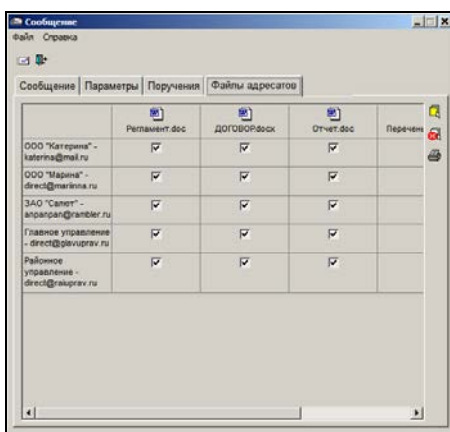 Сообщение
Файл Справка
Сообщение Параметры Поручения Файлы адресатов
Регламент.doc ДОГОВОР.docx Отчет.doc Перечень
ООО "Катерина" -
katerina@mail.ru
ООО "Марина" -
direct@mariinna.ru
ЗАО "Салют" -
anpanpan@rambler.ru
Главное управление
- direct@glavuprav.ru
Районное
управление -
direct@raiuprav.ru